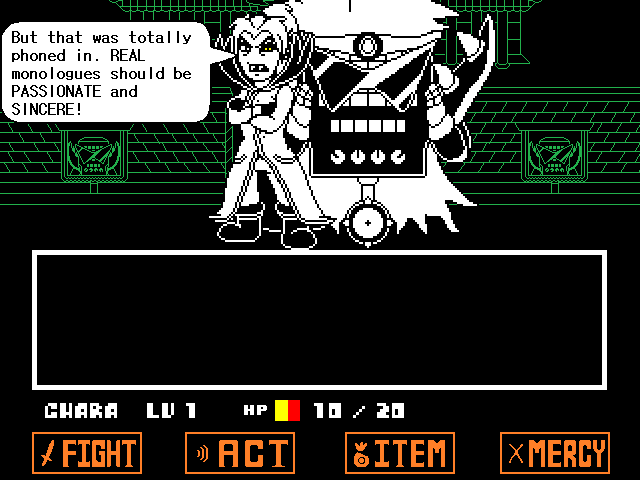 But that was totally
phoned in. REAL
monologues should be
PASSIONATE and
SINCERE!
CHARA LV 1 HP 10 / 20
FIGHT ACT ITEM MERCY